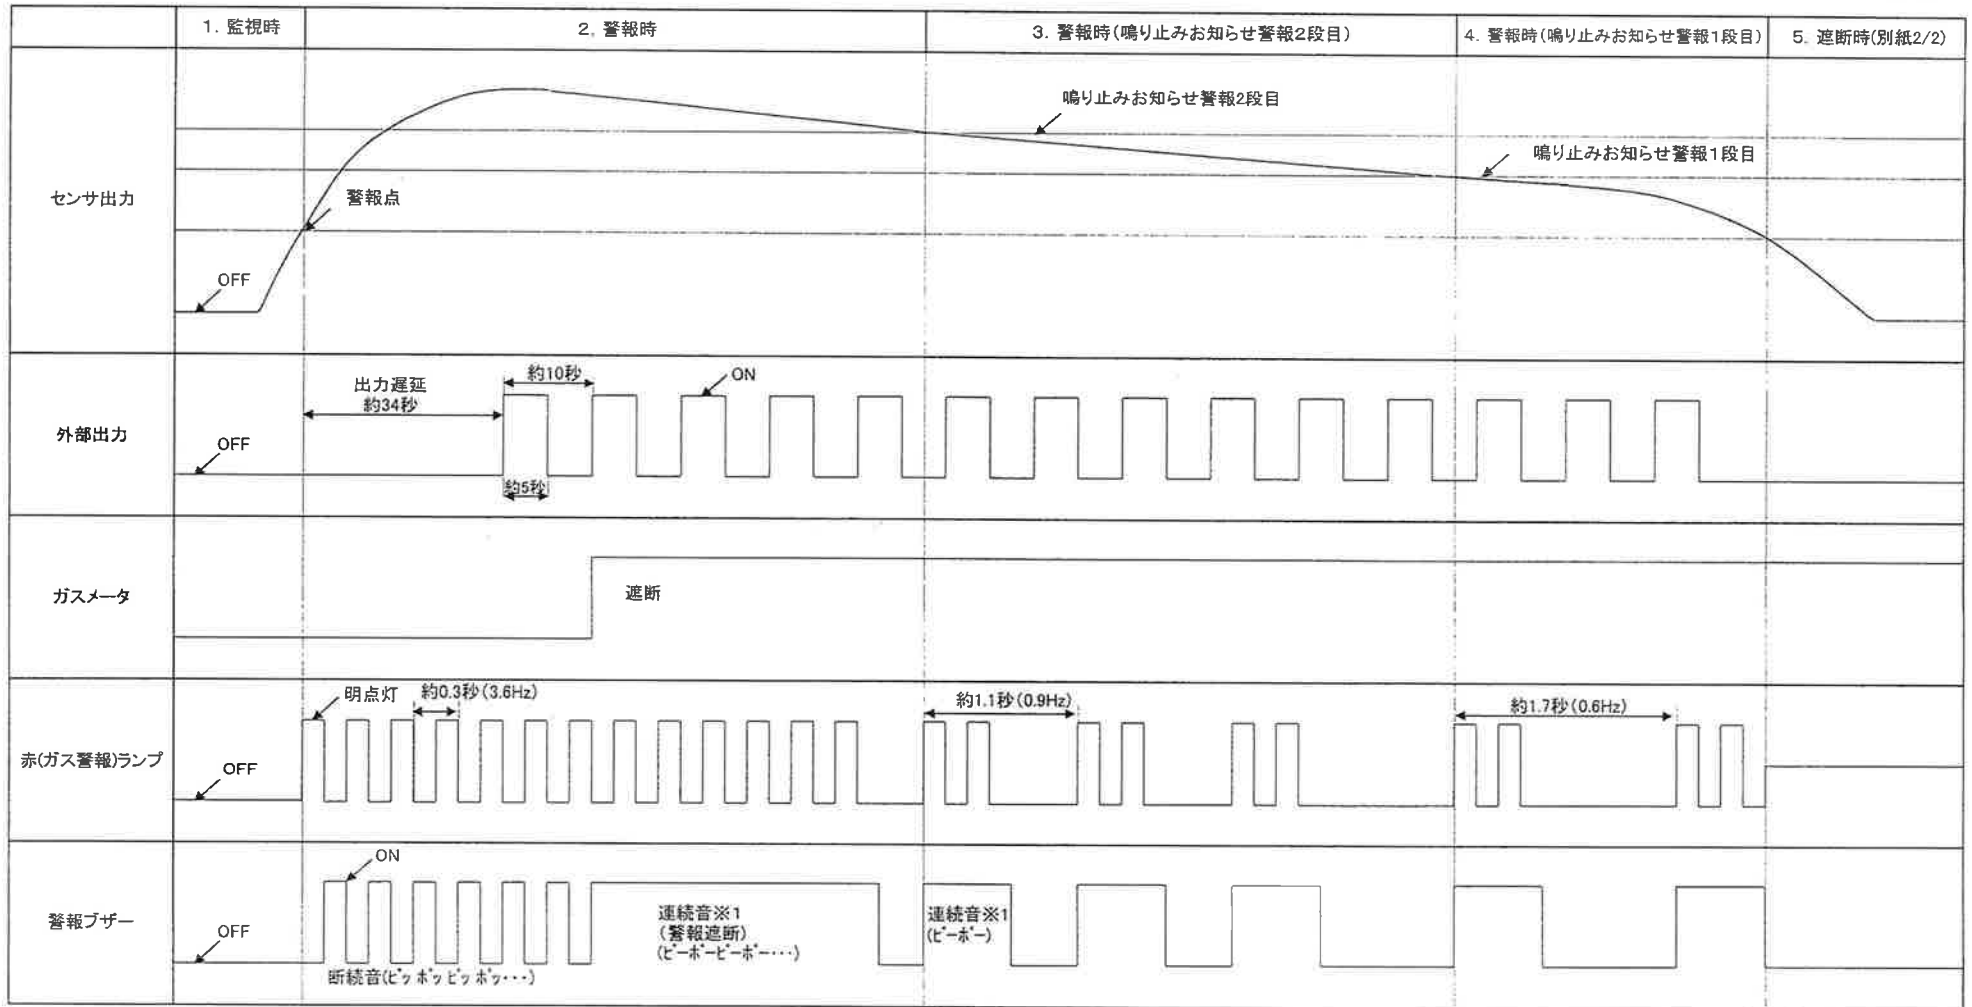 1. 監視時
2. 警報時
3. 警報時(鳴り止みお知らせ警報2段目)
4. 警報時(鳴り止みお知らせ警報1段目)
5. 遮断時(別紙2/2)
センサ出力
OFF
警報点
鳴り止みお知らせ警報2段目
鳴り止みお知らせ警報1段目
外部出力
OFF
出力遅延
約34秒
約10秒
約5秒
ON
ガスメータ
遮断
赤(ガス警報)ランプ
OFF
明点灯
約0.3秒(3.6Hz)
約1.1秒(0.9Hz)
約1.7秒(0.6Hz)
警報ブザー
OFF
ON
断続音(ピッ ポッ ピッ ポッ・・・)
連続音※1
(警報遮断)
(ピーポーピーポー・・・)
連続音※1
(ピーポー)